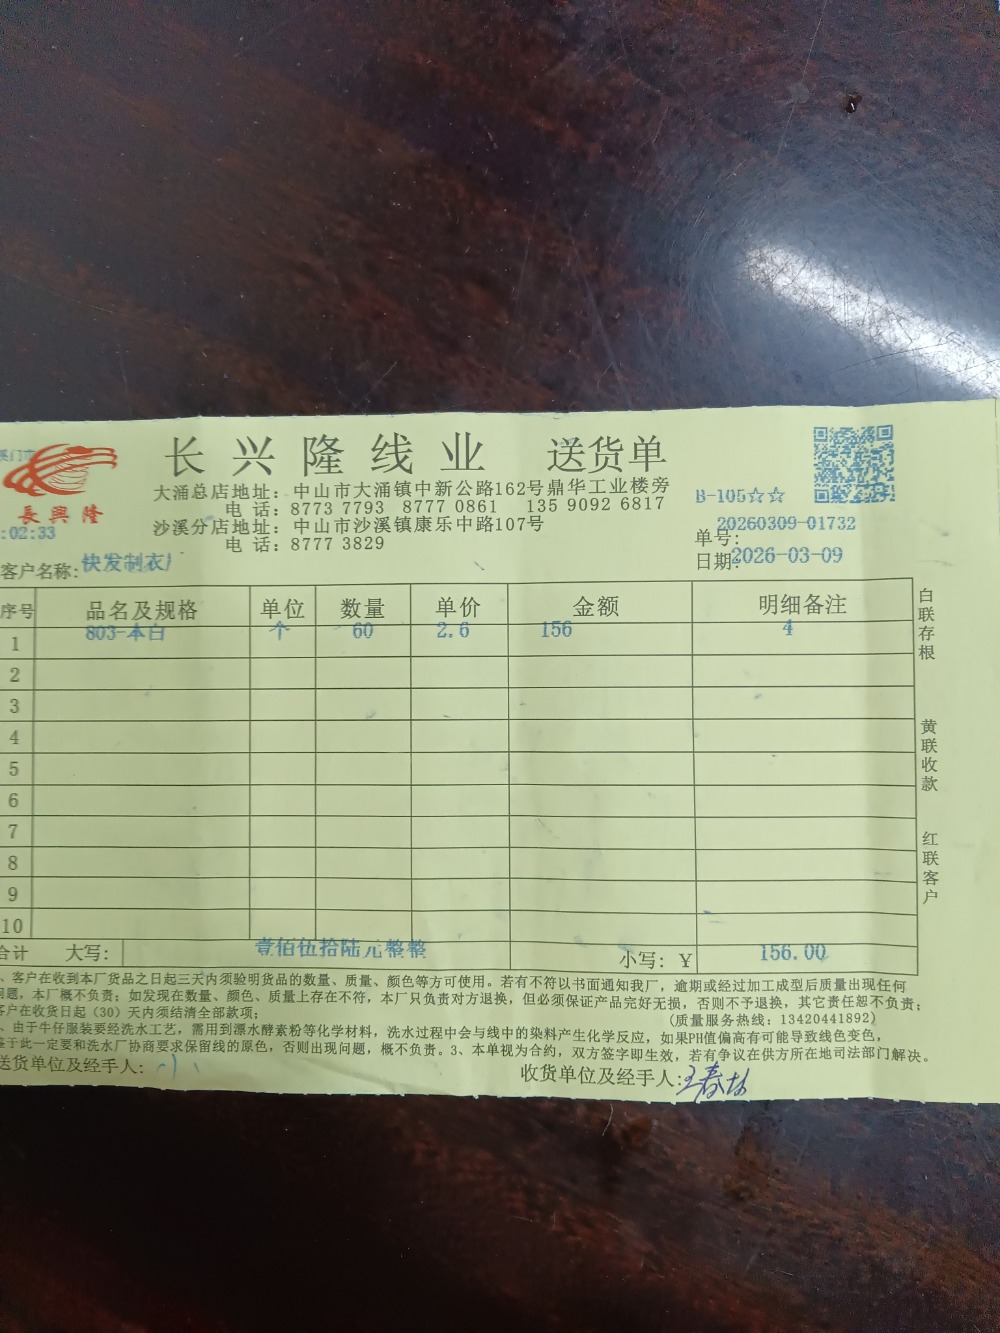 长兴隆线业 送货单
長興隆
大涌总店地址：中山市大涌镇中新公路162号鼎华工业楼旁
电 话：8773 7793 8777 0861 135 9092 6817
沙溪分店地址：中山市沙溪镇康乐中路107号
电 话：8777 3829
B-105☆☆
:02:33
单号：20260309-01732
日期：2026-03-09
客户名称：快发制衣厂
序号 品名及规格 单位 数量 单价 金额 明细备注
1 803-本白 个 60 2.6 156 4
2
3
4
5
6
7
8
9
10
合计 大写： 壹佰伍拾陆元整整 小写：¥ 156.00
、客户在收到本厂货品之日起三天内须验明货品的数量、质量、颜色等方可使用。若有不符以书面通知我厂，逾期或经过加工成型后质量出现任何
问题，本厂概不负责；如发现在数量、颜色、质量上存在不符，本厂只负责对方退换，但必须保证产品完好无损，否则不予退换，其它责任恕不负责；
客户在收货日起（30）天内须结清全部款项； （质量服务热线：13420441892）
、由于牛仔服装要经洗水工艺，需用到漂水酵素粉等化学材料，洗水过程中会与线中的染料产生化学反应，如果PH值偏高有可能导致线色变色，
鉴于此一定要和洗水厂协商要求保留线的原色，否则出现问题，概不负责。3、本单视为合约，双方签字即生效，若有争议在供方所在地司法部门解决。
送货单位及经手人： 收货单位及经手人：王春
白联存根
黄联收款
红联客户